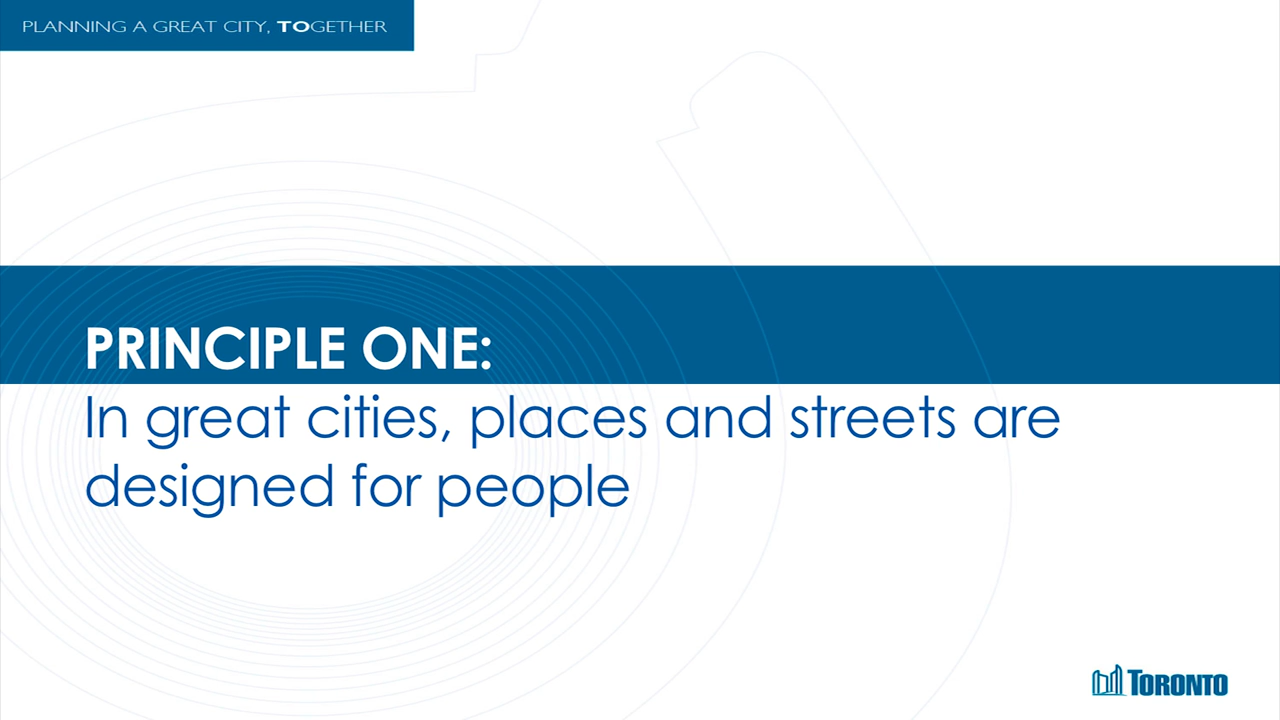 PLANNING A GREAT CITY, TOGETHER
PRINCIPLE ONE:
In great cities, places and streets are
designed for people
TORONTO